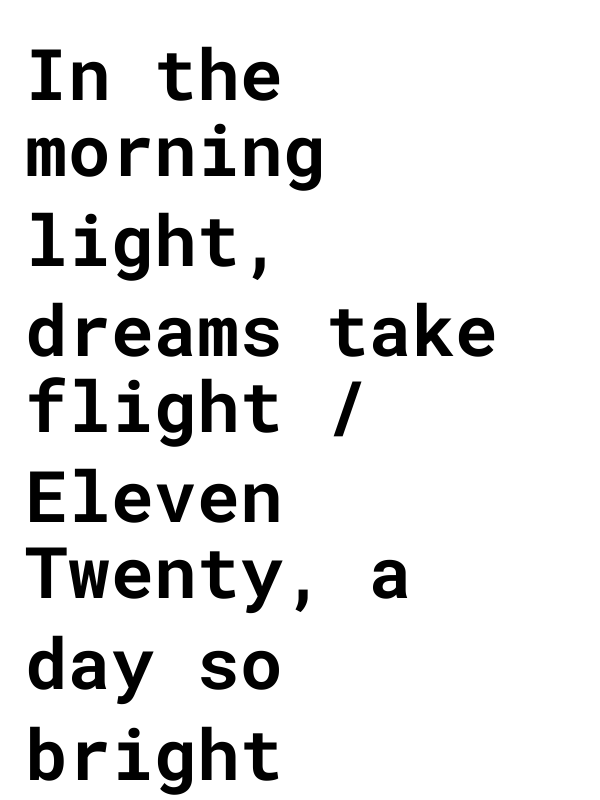 In the
morning
light,
dreams take
flight /
Eleven
Twenty, a
day so
bright